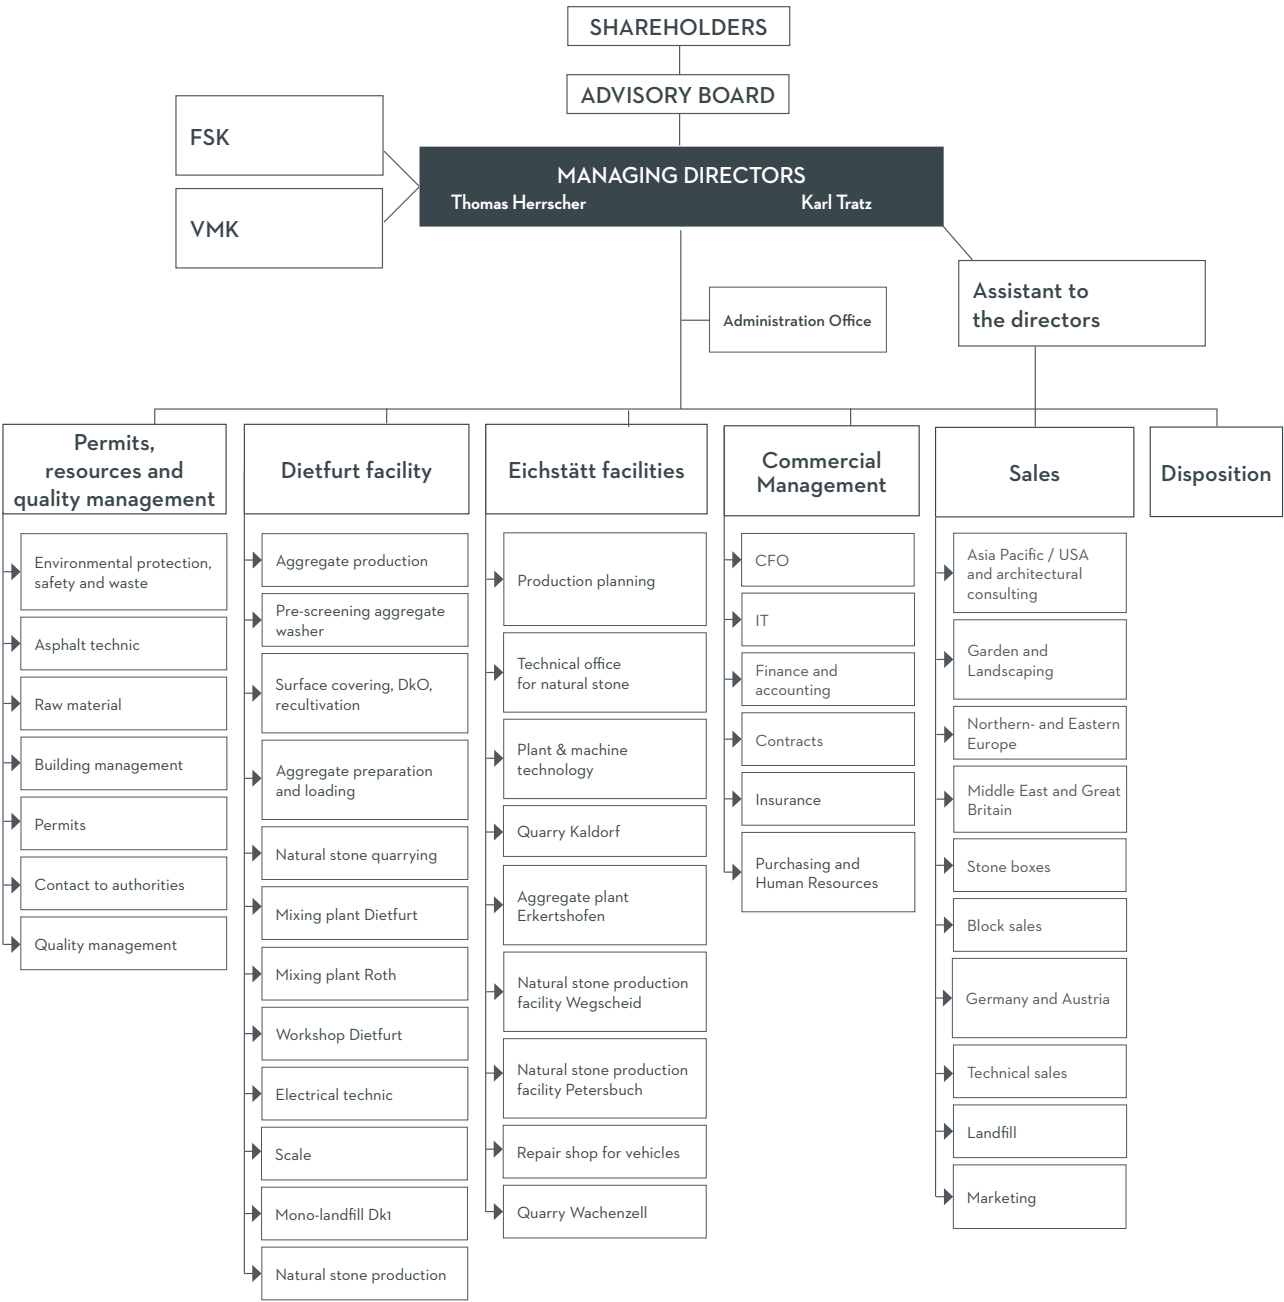 SHAREHOLDERS
ADVISORY BOARD
FSK
VMK
MANAGING DIRECTORS
Thomas Herrscher
Karl Tratz
Assistant to
the directors
Administration Office
Permits,
resources and
quality management
Environmental protection,
safety and waste
Asphalt technic
Raw material
Building management
Permits
Contact to authorities
Quality management
Dietfurt facility
Aggregate production
Pre-screening aggregate
washer
Surface covering, DkO,
recultivation
Aggregate preparation
and loading
Natural stone quarrying
Mixing plant Dietfurt
Mixing plant Roth
Workshop Dietfurt
Electrical technic
Scale
Mono-landfill Dk1
Natural stone production
Eichstätt facilities
Production planning
Technical office
for natural stone
Plant & machine
technology
Quarry Kaldorf
Aggregate plant
Erkertshofen
Natural stone production
facility Wegscheid
Natural stone production
facility Petersbuch
Repair shop for vehicles
Quarry Wachenzell
Commercial
Management
CFO
IT
Finance and
accounting
Contracts
Insurance
Purchasing and
Human Resources
Sales
Asia Pacific / USA
and architectural
consulting
Garden and
Landscaping
Northern- and Eastern
Europe
Middle East and Great
Britain
Stone boxes
Block sales
Germany and Austria
Technical sales
Landfill
Marketing
Disposition